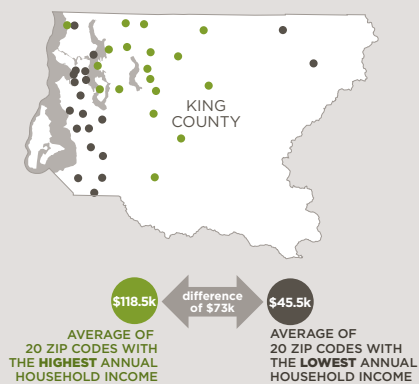 KING
COUNTY
$118.5k
difference
of $73k
$45.5k
AVERAGE OF
20 ZIP CODES WITH
THE HIGHEST ANNUAL
HOUSEHOLD INCOME
AVERAGE OF
20 ZIP CODES WITH
THE LOWEST ANNUAL
HOUSEHOLD INCOME